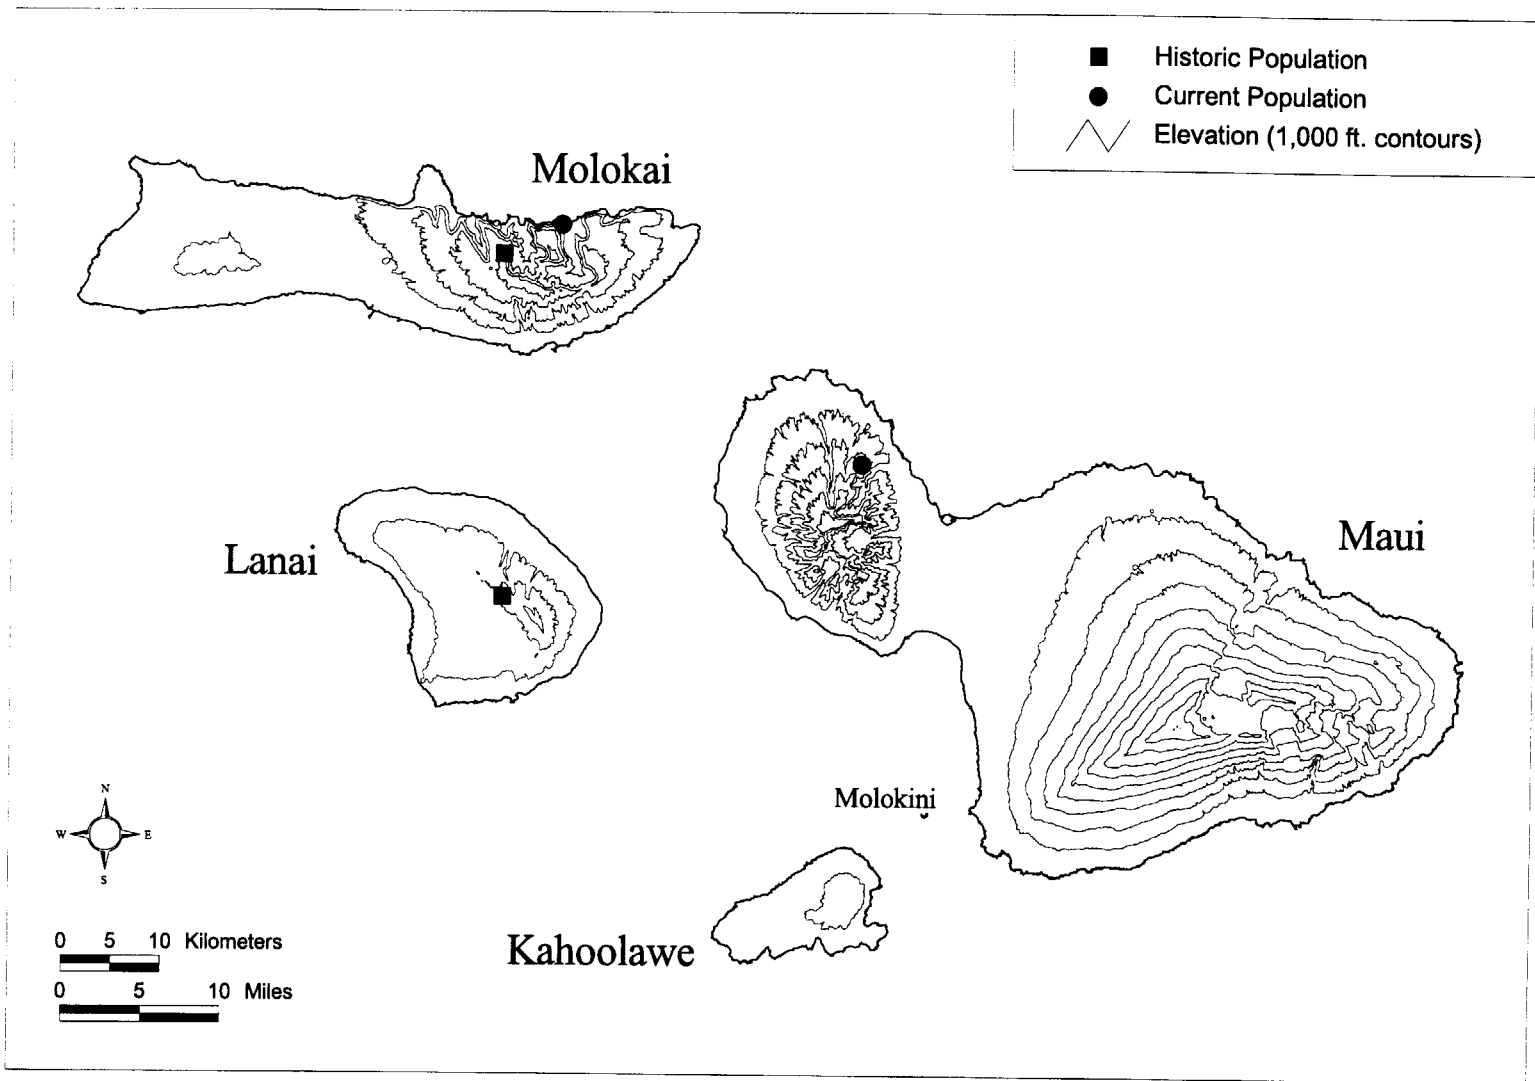 Historic Population
Current Population
Elevation (1,000 ft. contours)
Molokai
Lanai
Maui
Molokini
Kahoolawe
N
W E
S
0 5 10 Kilometers
0 5 10 Miles